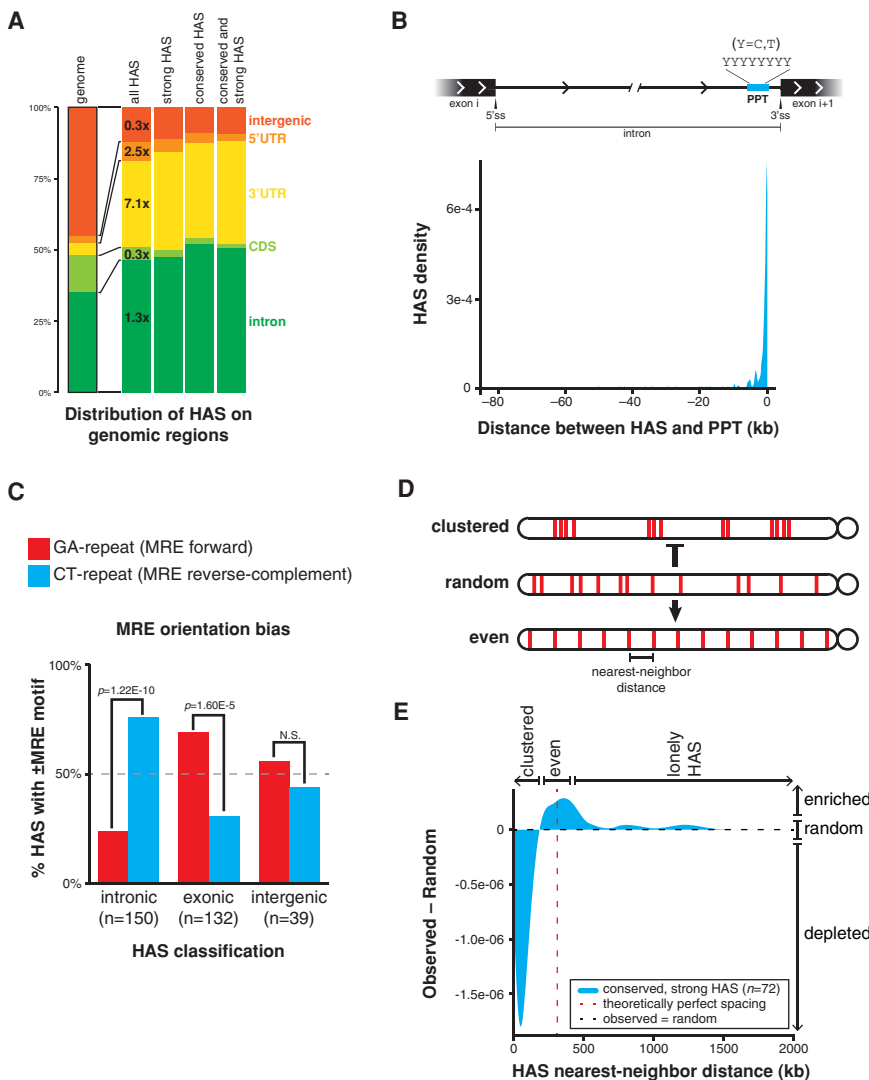 A
genome
all HAS
strong HAS
conserved HAS
conserved and
strong HAS
100%
75%
50%
25%
0%
0.3x
2.5x
7.1x
0.3x
1.3x
intergenic
5'UTR
3'UTR
CDS
intron
Distribution of HAS on
genomic regions
B
(Y=C,T)
YYYYYYYY
PPT
exon i
exon i+1
5'ss
3'ss
intron
HAS density
6e-4
3e-4
0
−80
−60
−40
−20
0
Distance between HAS and PPT (kb)
C
GA-repeat (MRE forward)
CT-repeat (MRE reverse-complement)
MRE orientation bias
% HAS with ±MRE motif
100%
50%
0%
p=1.22E-10
p=1.60E-5
N.S.
intronic
(n=150)
exonic
(n=132)
intergenic
(n=39)
HAS classification
D
clustered
random
even
nearest-neighbor
distance
E
clustered
even
lonely
HAS
enriched
random
depleted
Observed – Random
0
-5.0e-07
-1.0e-06
-1.5e-06
conserved, strong HAS (n=72)
theoretically perfect spacing
observed = random
0
500
1000
1500
2000
HAS nearest-neighbor distance (kb)